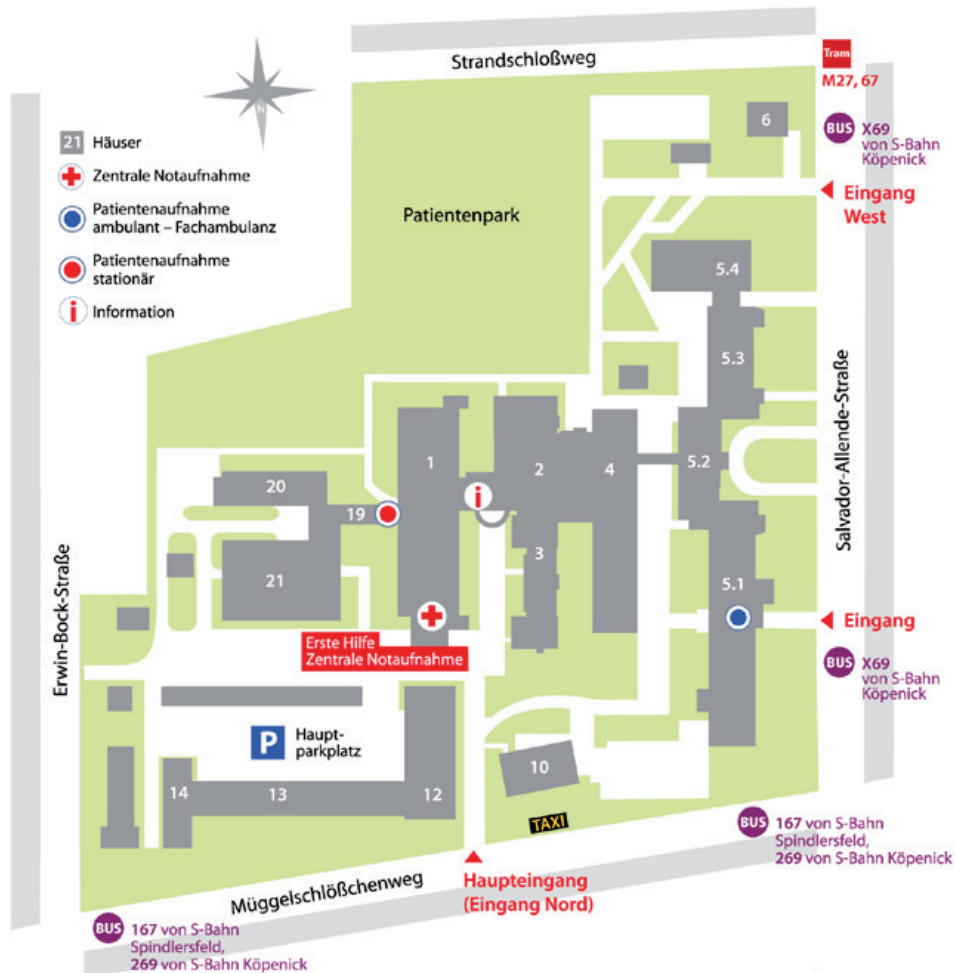 Strandschloßweg
Tram
M27, 67
BUS X69
von S-Bahn
Köpenick
Eingang
West
N
21 Häuser
Zentrale Notaufnahme
Patientenaufnahme
ambulant – Fachambulanz
Patientenaufnahme
stationär
i Information
Patientenpark
6
5.4
5.3
5.2
5.1
Salvador-Allende-Straße
1
2
4
i
3
20
19
21
Erwin-Bock-Straße
Erste Hilfe
Zentrale Notaufnahme
Eingang
BUS X69
von S-Bahn
Köpenick
P Haupt-
parkplatz
14
13
12
10
TAXI
BUS 167 von S-Bahn
Spindlersfeld,
269 von S-Bahn Köpenick
Haupteingang
(Eingang Nord)
Müggelschlößchenweg
BUS 167 von S-Bahn
Spindlersfeld,
269 von S-Bahn Köpenick